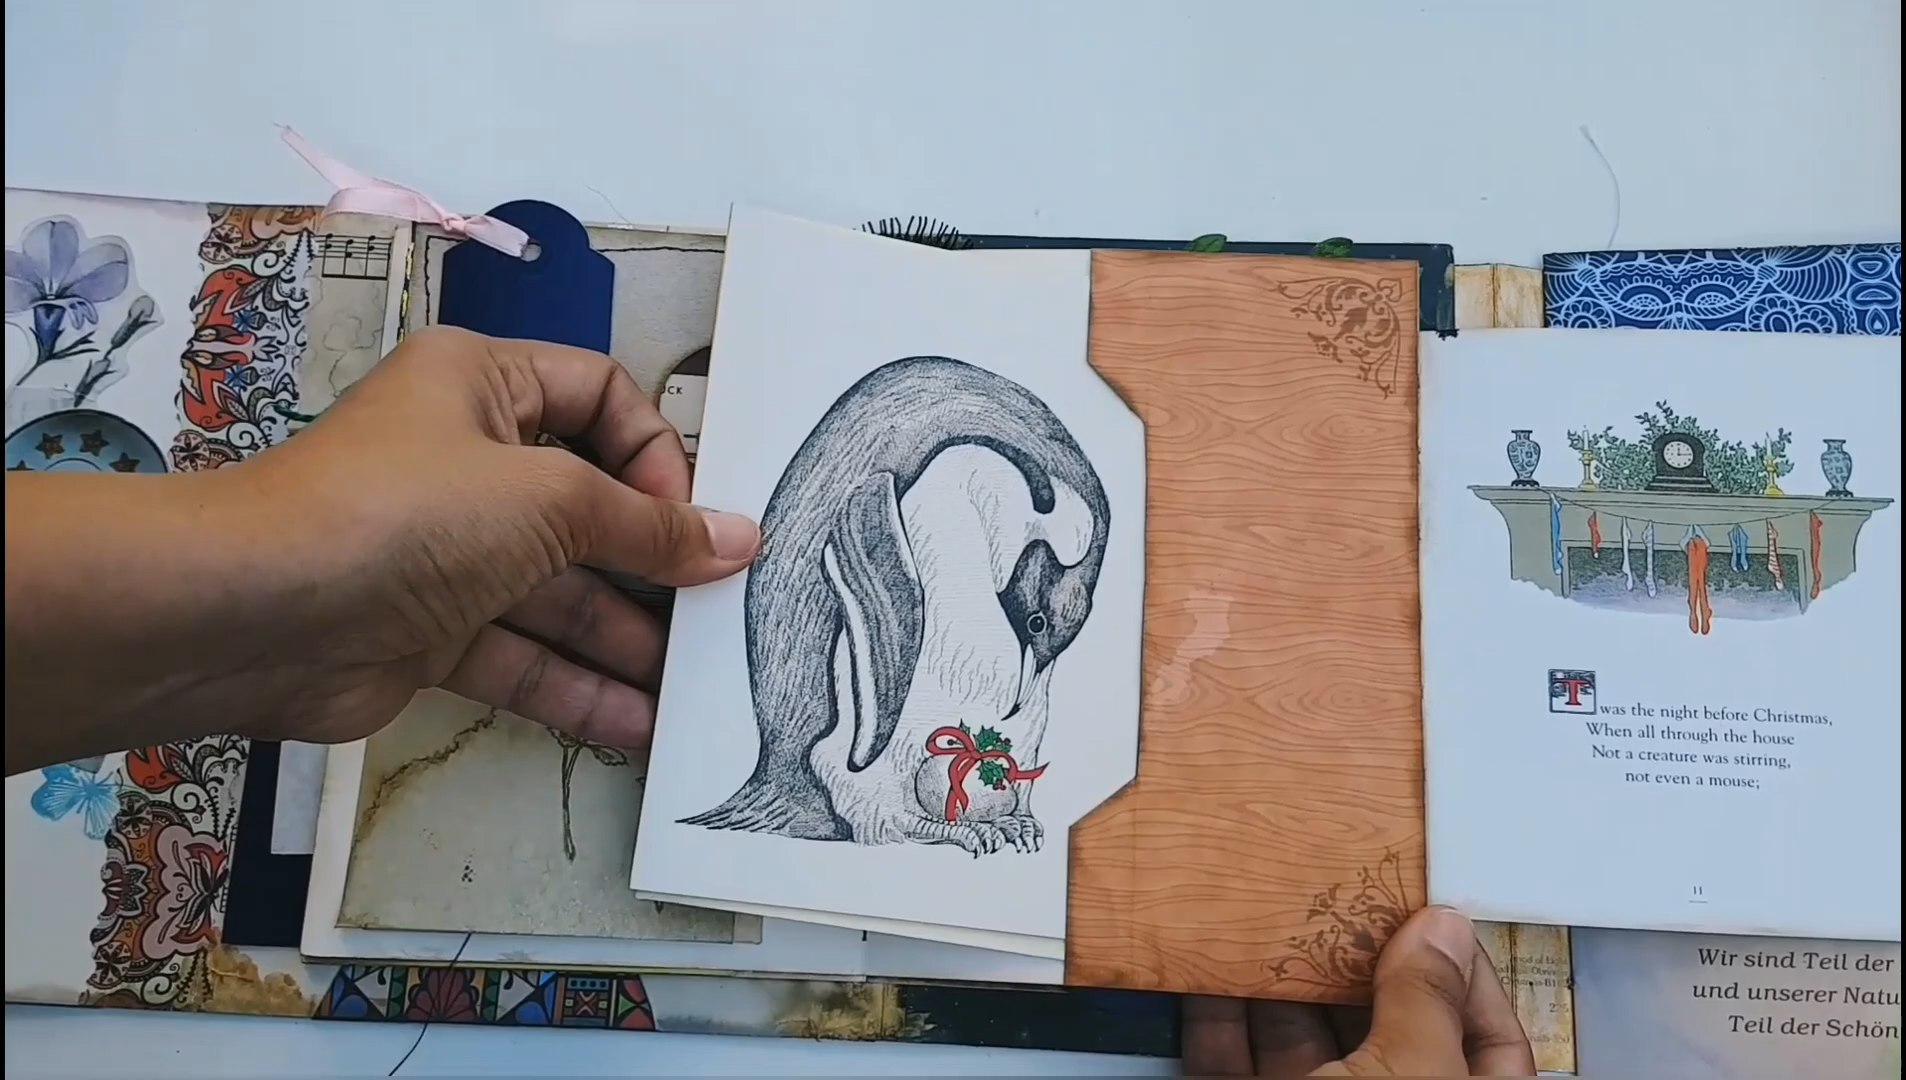 Twas the night before Christmas,
When all through the house
Not a creature was stirring,
not even a mouse;
11
Wir sind Teil der
und unserer Natu
Teil der Schön